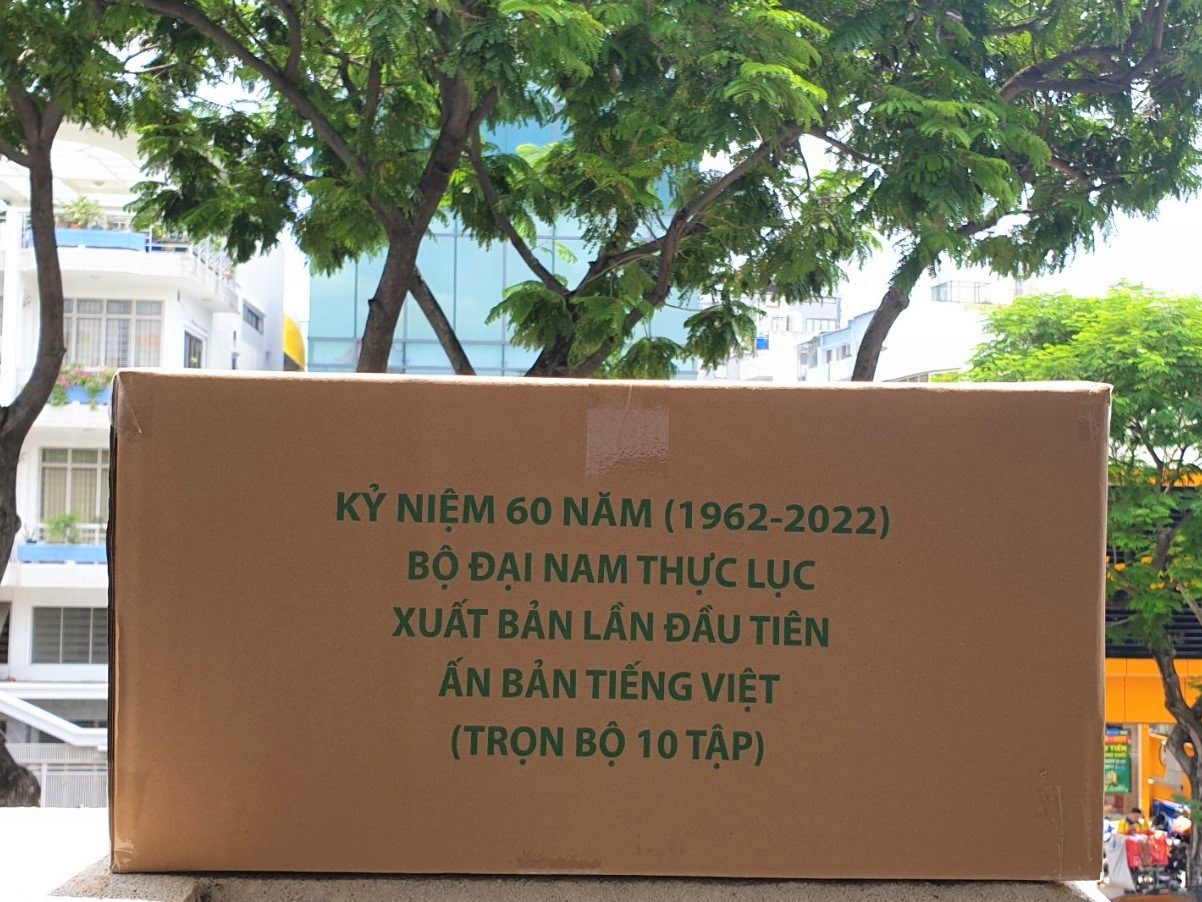 KỶ NIỆM 60 NĂM (1962-2022)
BỘ ĐẠI NAM THỰC LỤC
XUẤT BẢN LẦN ĐẦU TIÊN
ẤN BẢN TIẾNG VIỆT
(TRỌN BỘ 10 TẬP)